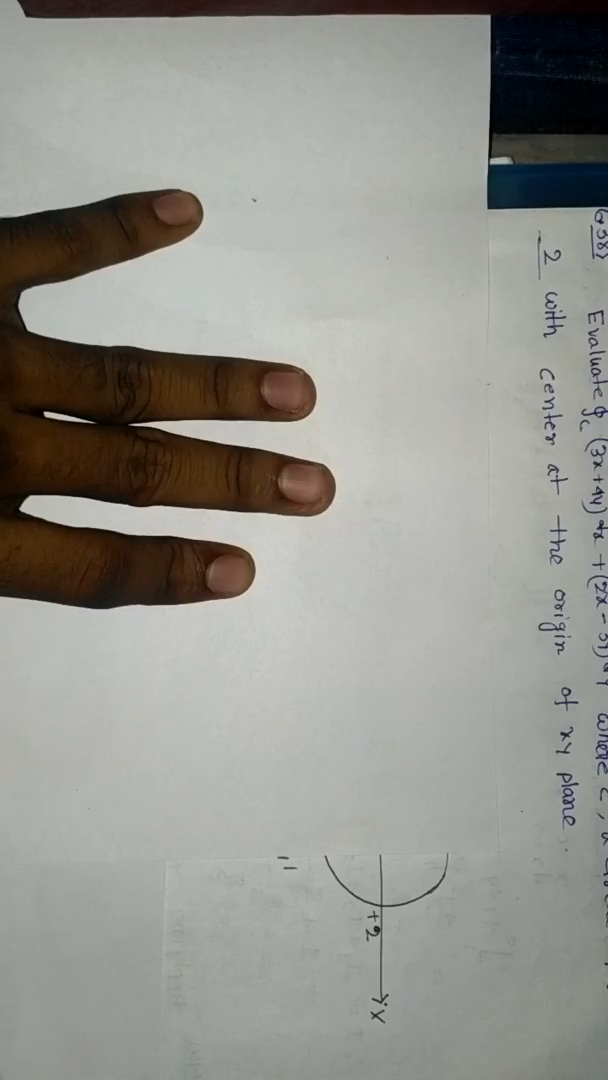 Q38) Evaluate ∮c (3x+4y) dx + (2x-3y) dy where c, a
2 with center at the origin of xy plane.
+2
x